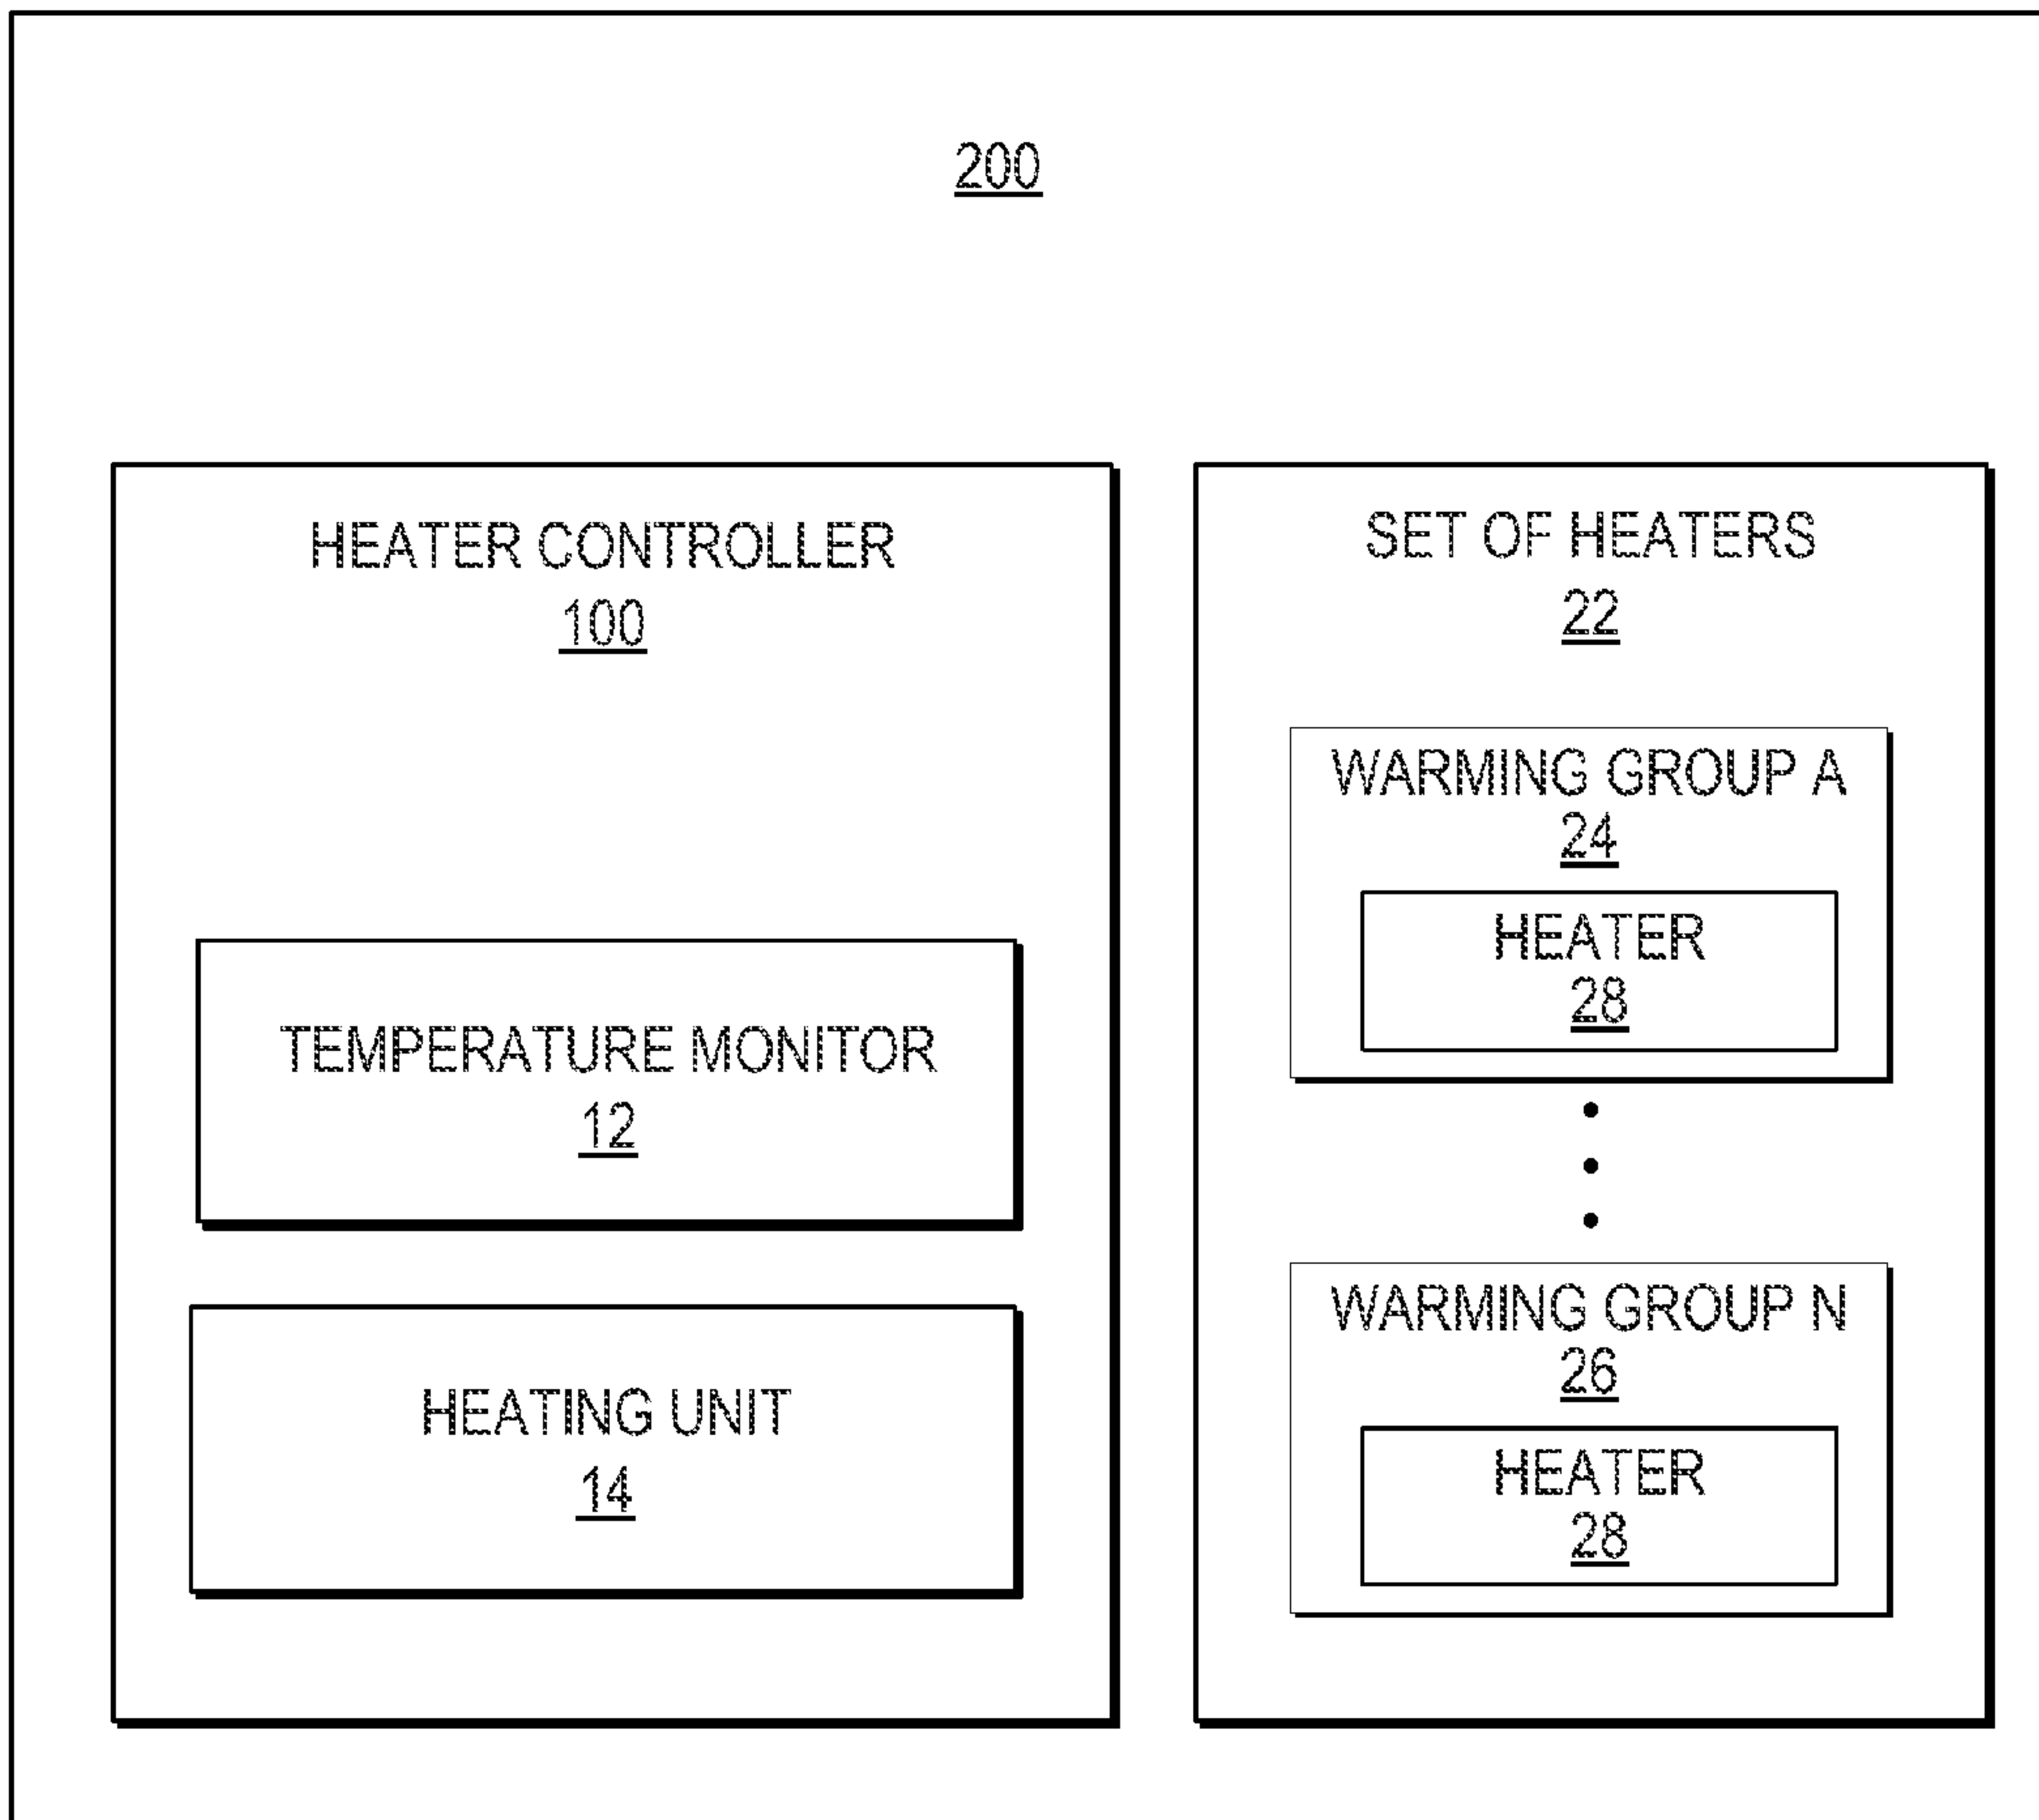 200
HEATER CONTROLLER
100
TEMPERATURE MONITOR
12
HEATING UNIT
14
SET OF HEATERS
22
WARMING GROUP A
24
HEATER
28
WARMING GROUP N
26
HEATER
28